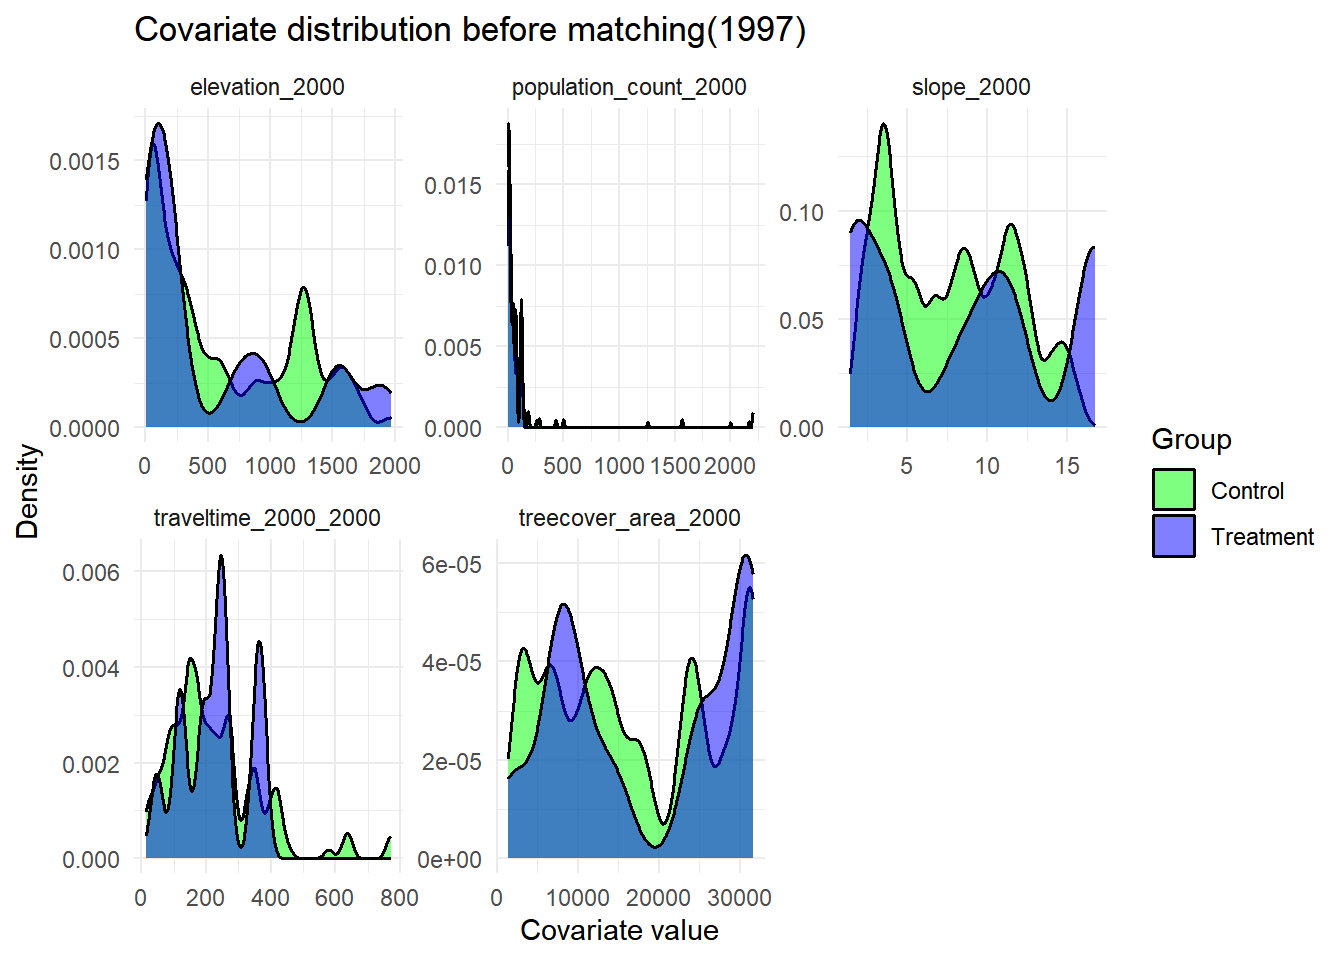 Covariate distribution before matching(1997)
elevation_2000
population_count_2000
slope_2000
0.0015
0.0010
0.0005
0.0000
0 500 1000 1500 2000
0.015
0.010
0.005
0.000
0 500 1000 1500 2000
0.10
0.05
0.00
5 10 15
Density
traveltime_2000_2000
treecover_area_2000
0.006
0.004
0.002
0.000
0 200 400 600 800
6e-05
4e-05
2e-05
0e+00
0 10000 20000 30000
Covariate value
Group
Control
Treatment